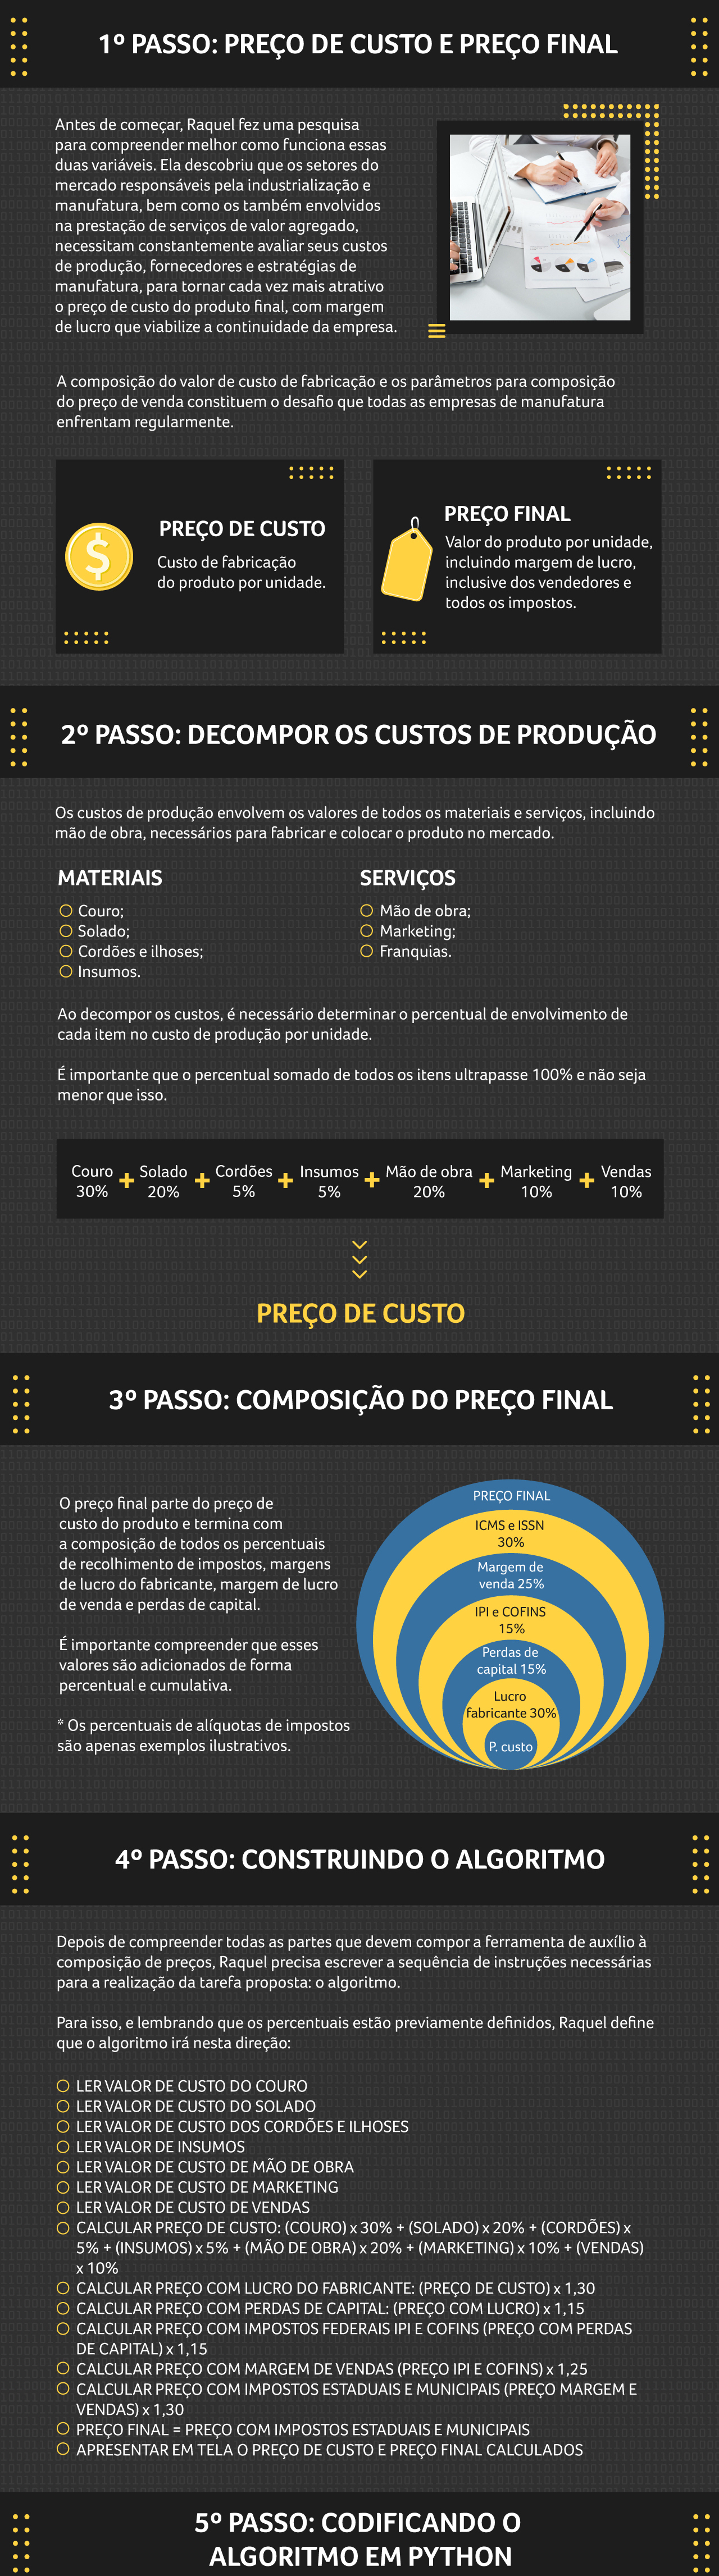 1º PASSO: PREÇO DE CUSTO E PREÇO FINAL
Antes de começar, Raquel fez uma pesquisa
para compreender melhor como funciona essas
duas variáveis. Ela descobriu que os setores do
mercado responsáveis pela industrialização e
manufatura, bem como os também envolvidos
na prestação de serviços de valor agregado,
necessitam constantemente avaliar seus custos
de produção, fornecedores e estratégias de
manufatura, para tornar cada vez mais atrativo
o preço de custo do produto final, com margem
de lucro que viabilize a continuidade da empresa.
A composição do valor de custo de fabricação e os parâmetros para composição
do preço de venda constituem o desafio que todas as empresas de manufatura
enfrentam regularmente.
PREÇO DE CUSTO
Custo de fabricação
do produto por unidade.
PREÇO FINAL
Valor do produto por unidade,
incluindo margem de lucro,
inclusive dos vendedores e
todos os impostos.
2º PASSO: DECOMPOR OS CUSTOS DE PRODUÇÃO
Os custos de produção envolvem os valores de todos os materiais e serviços, incluindo
mão de obra, necessários para fabricar e colocar o produto no mercado.
MATERIAIS
Couro;
Solado;
Cordões e ilhoses;
Insumos.
SERVIÇOS
Mão de obra;
Marketing;
Franquias.
Ao decompor os custos, é necessário determinar o percentual de envolvimento de
cada item no custo de produção por unidade.
É importante que o percentual somado de todos os itens ultrapasse 100% e não seja
menor que isso.
Couro + Solado + Cordões + Insumos + Mão de obra + Marketing + Vendas
30% 20% 5% 5% 20% 10% 10%
PREÇO DE CUSTO
3º PASSO: COMPOSIÇÃO DO PREÇO FINAL
O preço final parte do preço de
custo do produto e termina com
a composição de todos os percentuais
de recolhimento de impostos, margens
de lucro do fabricante, margem de lucro
de venda e perdas de capital.
É importante compreender que esses
valores são adicionados de forma
percentual e cumulativa.
* Os percentuais de alíquotas de impostos
são apenas exemplos ilustrativos.
PREÇO FINAL
ICMS e ISSN
30%
Margem de
venda 25%
IPI e COFINS
15%
Perdas de
capital 15%
Lucro
Fabricante 30%
P. custo
4º PASSO: CONSTRUINDO O ALGORITMO
Depois de compreender todas as partes que devem compor a ferramenta de auxílio à
composição de preços, Raquel precisa escrever a sequência de instruções necessárias
para a realização da tarefa proposta: o algoritmo.
Para isso, e lembrando que os percentuais estão previamente definidos, Raquel define
que o algoritmo irá nesta direção:
LER VALOR DE CUSTO DO COURO
LER VALOR DE CUSTO DO SOLADO
LER VALOR DE CUSTO DOS CORDÕES E ILHOSES
LER VALOR DE INSUMOS
LER VALOR DE CUSTO DE MÃO DE OBRA
LER VALOR DE CUSTO DE MARKETING
LER VALOR DE CUSTO DE VENDAS
CALCULAR PREÇO DE CUSTO: (COURO) x 30% + (SOLADO) x 20% + (CORDÕES) x
5% + (INSUMOS) x 5% + (MÃO DE OBRA) x 20% + (MARKETING) x 10% + (VENDAS)
x 10%
CALCULAR PREÇO COM LUCRO DO FABRICANTE: (PREÇO DE CUSTO) x 1,30
CALCULAR PREÇO COM PERDAS DE CAPITAL: (PREÇO COM LUCRO) x 1,15
CALCULAR PREÇO COM IMPOSTOS FEDERAIS IPI E COFINS (PREÇO COM PERDAS
DE CAPITAL) x 1,15
CALCULAR PREÇO COM MARGEM DE VENDAS (PREÇO IPI E COFINS) x 1,25
CALCULAR PREÇO COM IMPOSTOS ESTADUAIS E MUNICIPAIS (PREÇO MARGEM E
VENDAS) x 1,30
PREÇO FINAL = PREÇO COM IMPOSTOS ESTADUAIS E MUNICIPAIS
APRESENTAR EM TELA O PREÇO DE CUSTO E PREÇO FINAL CALCULADOS
5º PASSO: CODIFICANDO O
ALGORITMO EM PYTHON